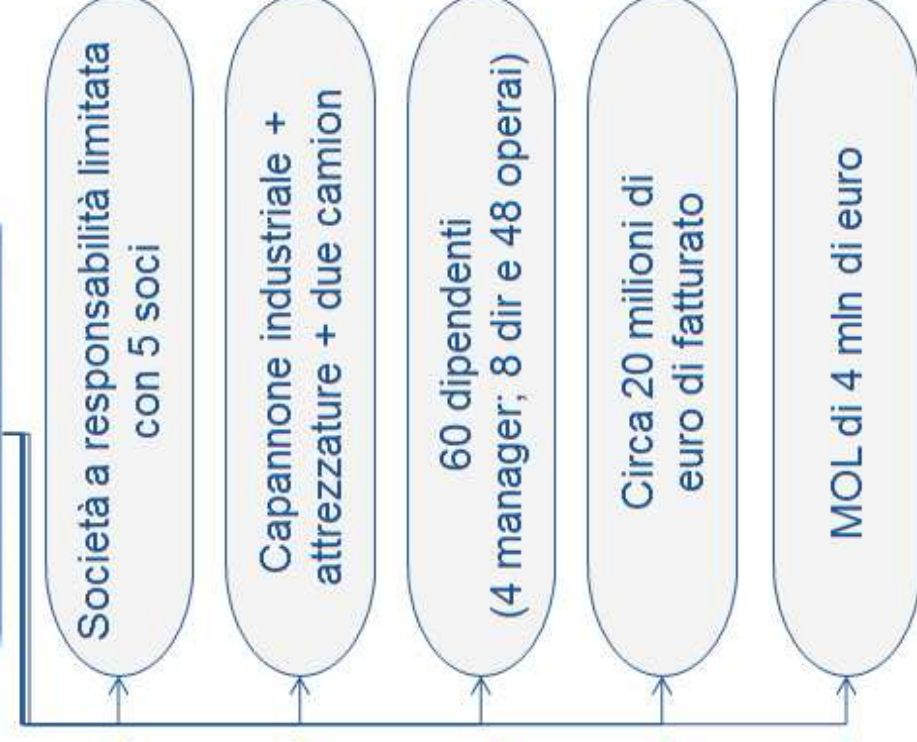 Società a responsabilità limitata
con 5 soci
Capannone industriale +
attrezzature + due camion
60 dipendenti
(4 manager; 8 dir e 48 operai)
Circa 20 milioni di
euro di fatturato
MOL di 4 mln di euro